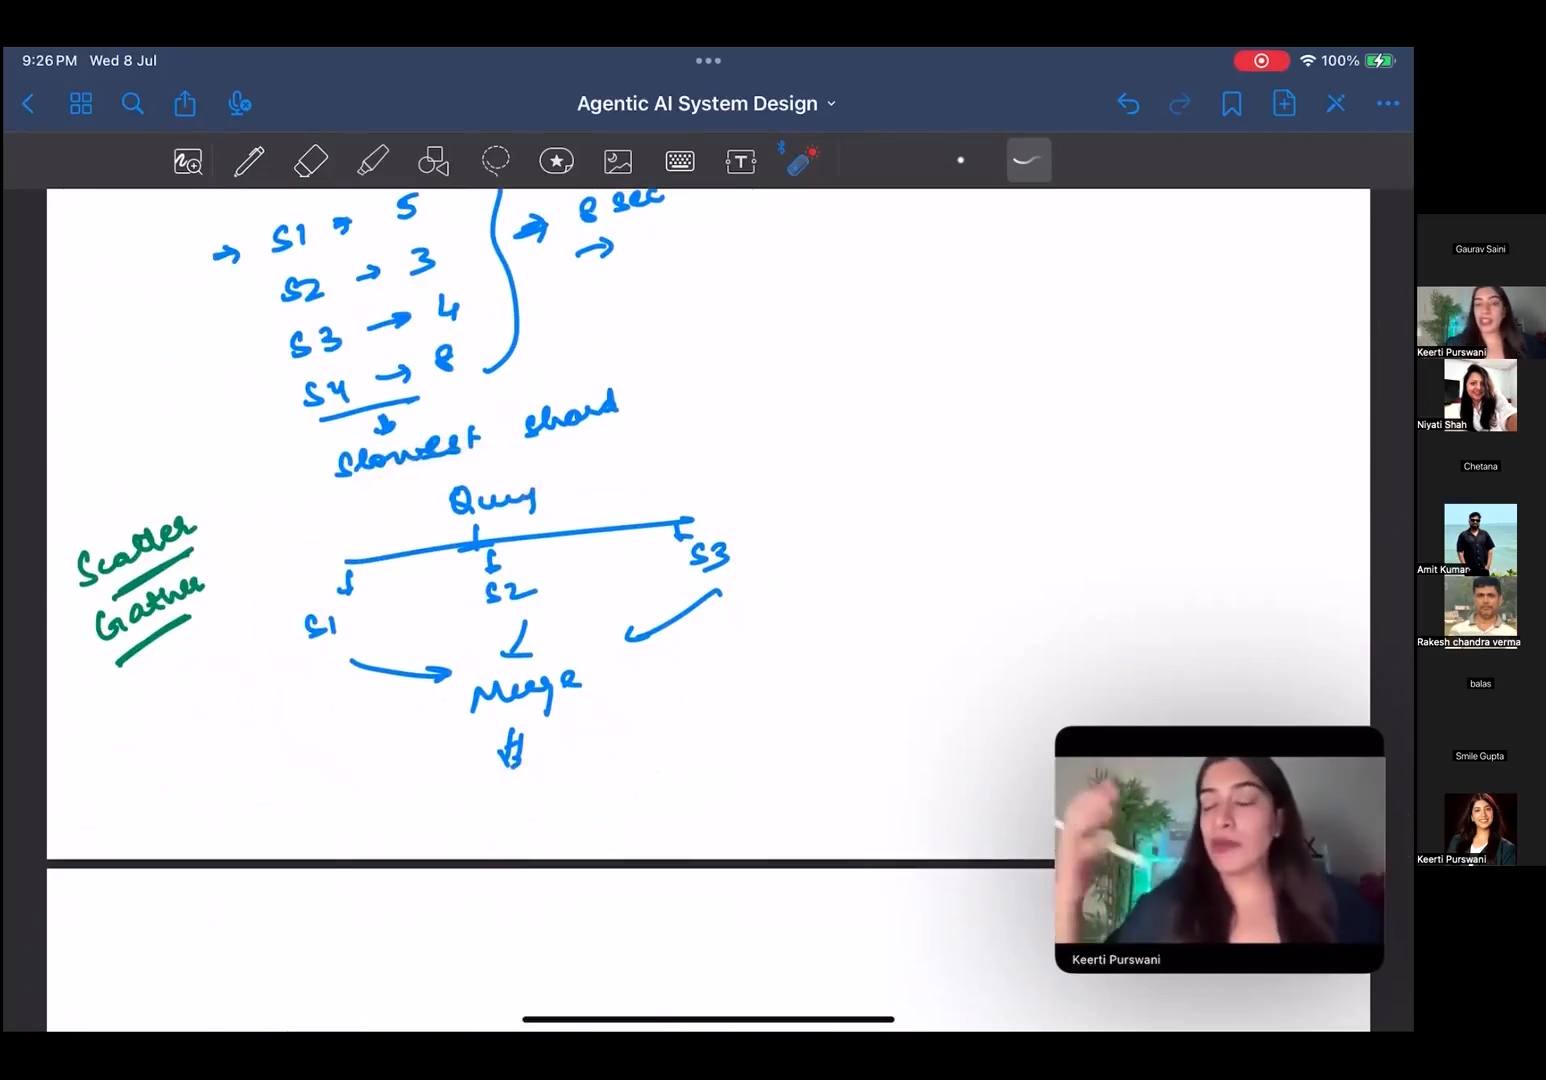 9:26 PM Wed 8 Jul
100%
Agentic AI System Design
T
S1 → 5
S2 → 3
S3 → 4
S4 → 8
→ 8 sec
slowest shard
Query
S1
S2
S3
Merge
Scatter
Gather
Keerti Purswani
Gaurav Saini
Keerti Purswani
Niyati Shah
Chetana
Amit Kumar
Rakesh chandra verma
balas
Smile Gupta
Keerti Purswani